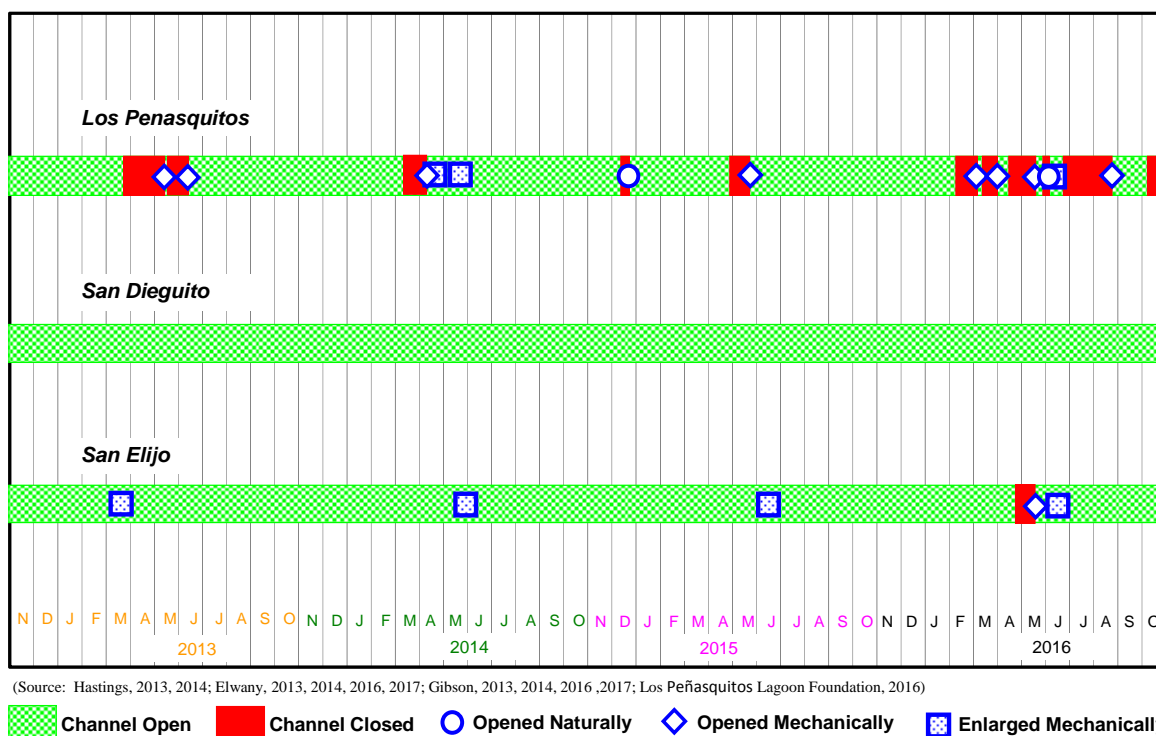 Los Penasquitos
San Dieguito
San Elijo
N D J F M A M J J A S O N D J F M A M J J A S O N D J F M A M J J A S O N D J F M A M J J A S O
2013 2014 2015 2016
(Source: Hastings, 2013, 2014; Elwany, 2013, 2014, 2016, 2017; Gibson, 2013, 2014, 2016 ,2017; Los Peñasquitos Lagoon Foundation, 2016)
Channel Open Channel Closed Opened Naturally Opened Mechanically Enlarged Mechanically